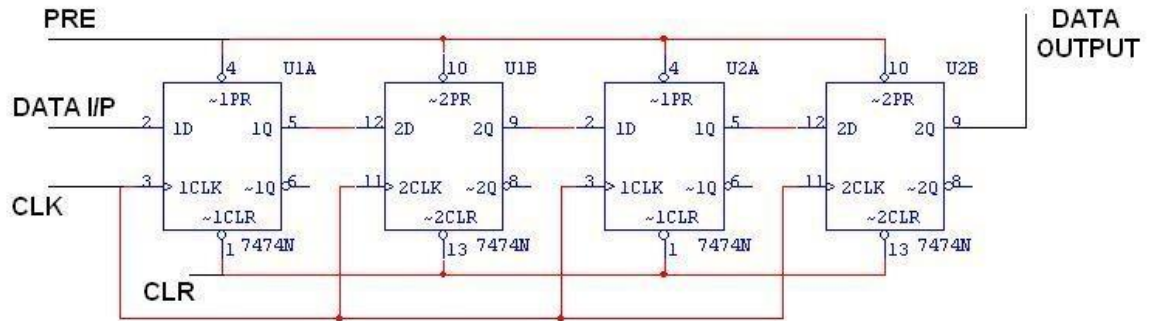 PRE
DATA OUTPUT
4 U1A 10 U1B 4 U2A 10 U2B
~1PR ~2PR ~1PR ~2PR
DATA I/P
2 1D 1Q 5 12 2D 2Q 9 2 1D 1Q 5 12 2D 2Q 9
CLK
3 1CLK ~1Q 6 11 2CLK ~2Q 8 3 1CLK ~1Q 6 11 2CLK ~2Q 8
~1CLR ~2CLR ~1CLR ~2CLR
1 7474N 13 7474N 1 7474N 13 7474N
CLR